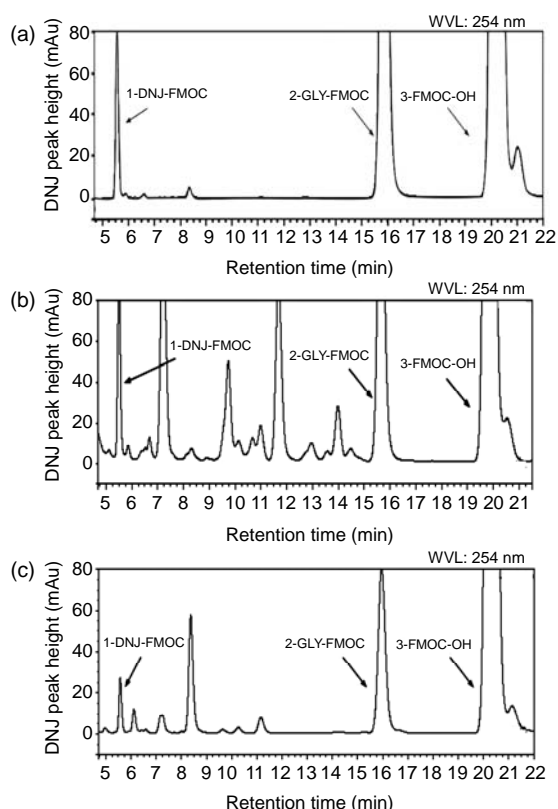 (a)
WVL: 254 nm
DNJ peak height (mAu)
80
60
40
20
0
1-DNJ-FMOC
2-GLY-FMOC
3-FMOC-OH
5 6 7 8 9 10 11 12 13 14 15 16 17 18 19 20 21 22
Retention time (min)
(b)
WVL: 254 nm
DNJ peak height (mAu)
80
60
40
20
0
1-DNJ-FMOC
2-GLY-FMOC
3-FMOC-OH
5 6 7 8 9 10 11 12 13 14 15 16 17 18 19 20 21
Retention time (min)
(c)
WVL: 254 nm
DNJ peak height (mAu)
80
60
40
20
0
1-DNJ-FMOC
2-GLY-FMOC
3-FMOC-OH
5 6 7 8 9 10 11 12 13 14 15 16 17 18 19 20 21 22
Retention time (min)